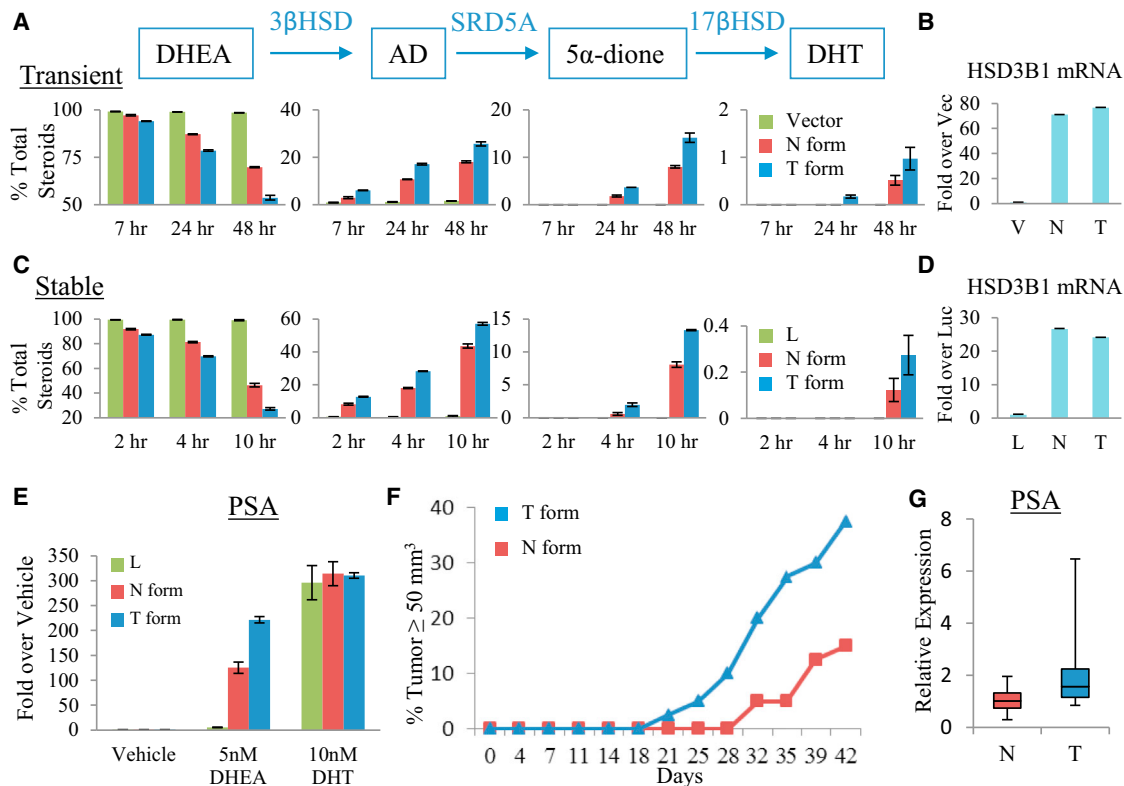 A
3βHSD
SRD5A
17βHSD
DHEA
AD
5α-dione
DHT
Transient
% Total
Steroids
100
75
50
7 hr 24 hr 48 hr
40
20
0
7 hr 24 hr 48 hr
20
10
0
7 hr 24 hr 48 hr
2
1
0
Vector
N form
T form
7 hr 24 hr 48 hr
B
HSD3B1 mRNA
Fold over Vec
80
60
40
20
0
V N T
C
Stable
% Total
Steroids
100
80
60
40
20
2 hr 4 hr 10 hr
60
40
20
0
2 hr 4 hr 10 hr
15
10
5
0
2 hr 4 hr 10 hr
0.4
0.2
0
L
N form
T form
2 hr 4 hr 10 hr
D
HSD3B1 mRNA
Fold over Luc
30
20
10
0
L N T
E
PSA
Fold over Vehicle
350
300
250
200
150
100
50
0
L
N form
T form
Vehicle 5nM 10nM
DHEA DHT
F
% Tumor ≥ 50 mm³
40
30
20
10
0
T form
N form
0 4 7 11 14 18 21 25 28 32 35 39 42
Days
G
PSA
Relative Expression
8
6
4
2
0
N T